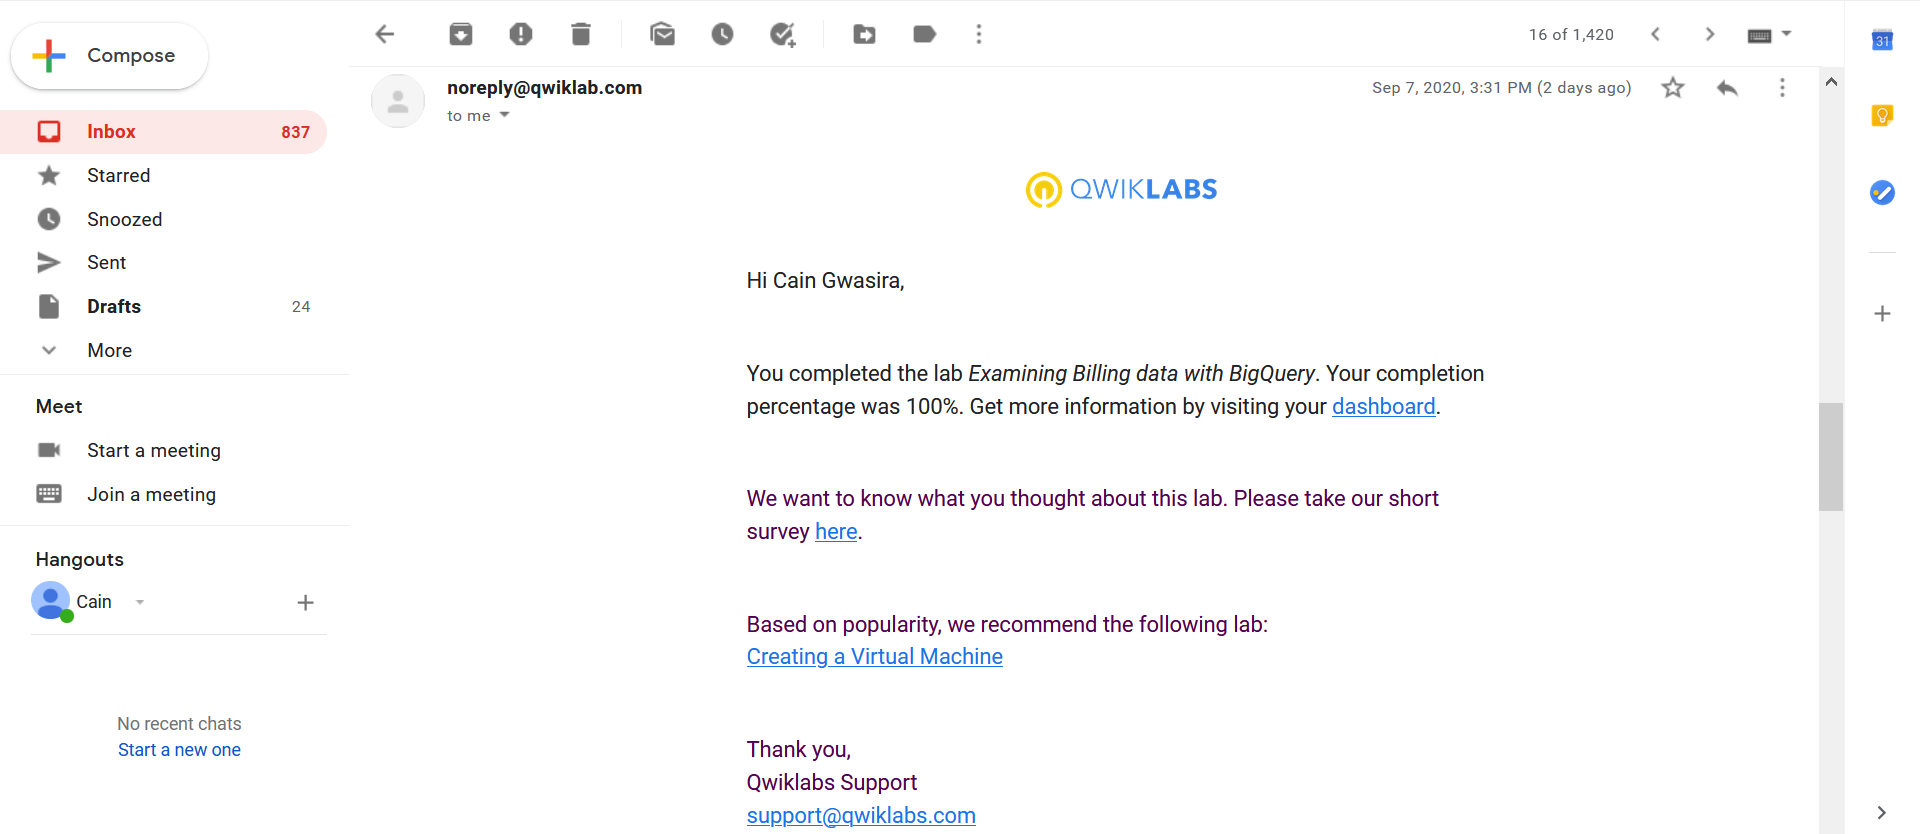 Compose
Inbox 837
Starred
Snoozed
Sent
Drafts 24
More
Meet
Start a meeting
Join a meeting
Hangouts
Cain
No recent chats
Start a new one
16 of 1,420
noreply@qwiklab.com
Sep 7, 2020, 3:31 PM (2 days ago)
to me
QWIKLABS
Hi Cain Gwasira,
You completed the lab Examining Billing data with BigQuery. Your completion
percentage was 100%. Get more information by visiting your dashboard.
We want to know what you thought about this lab. Please take our short
survey here.
Based on popularity, we recommend the following lab:
Creating a Virtual Machine
Thank you,
Qwiklabs Support
support@qwiklabs.com
31